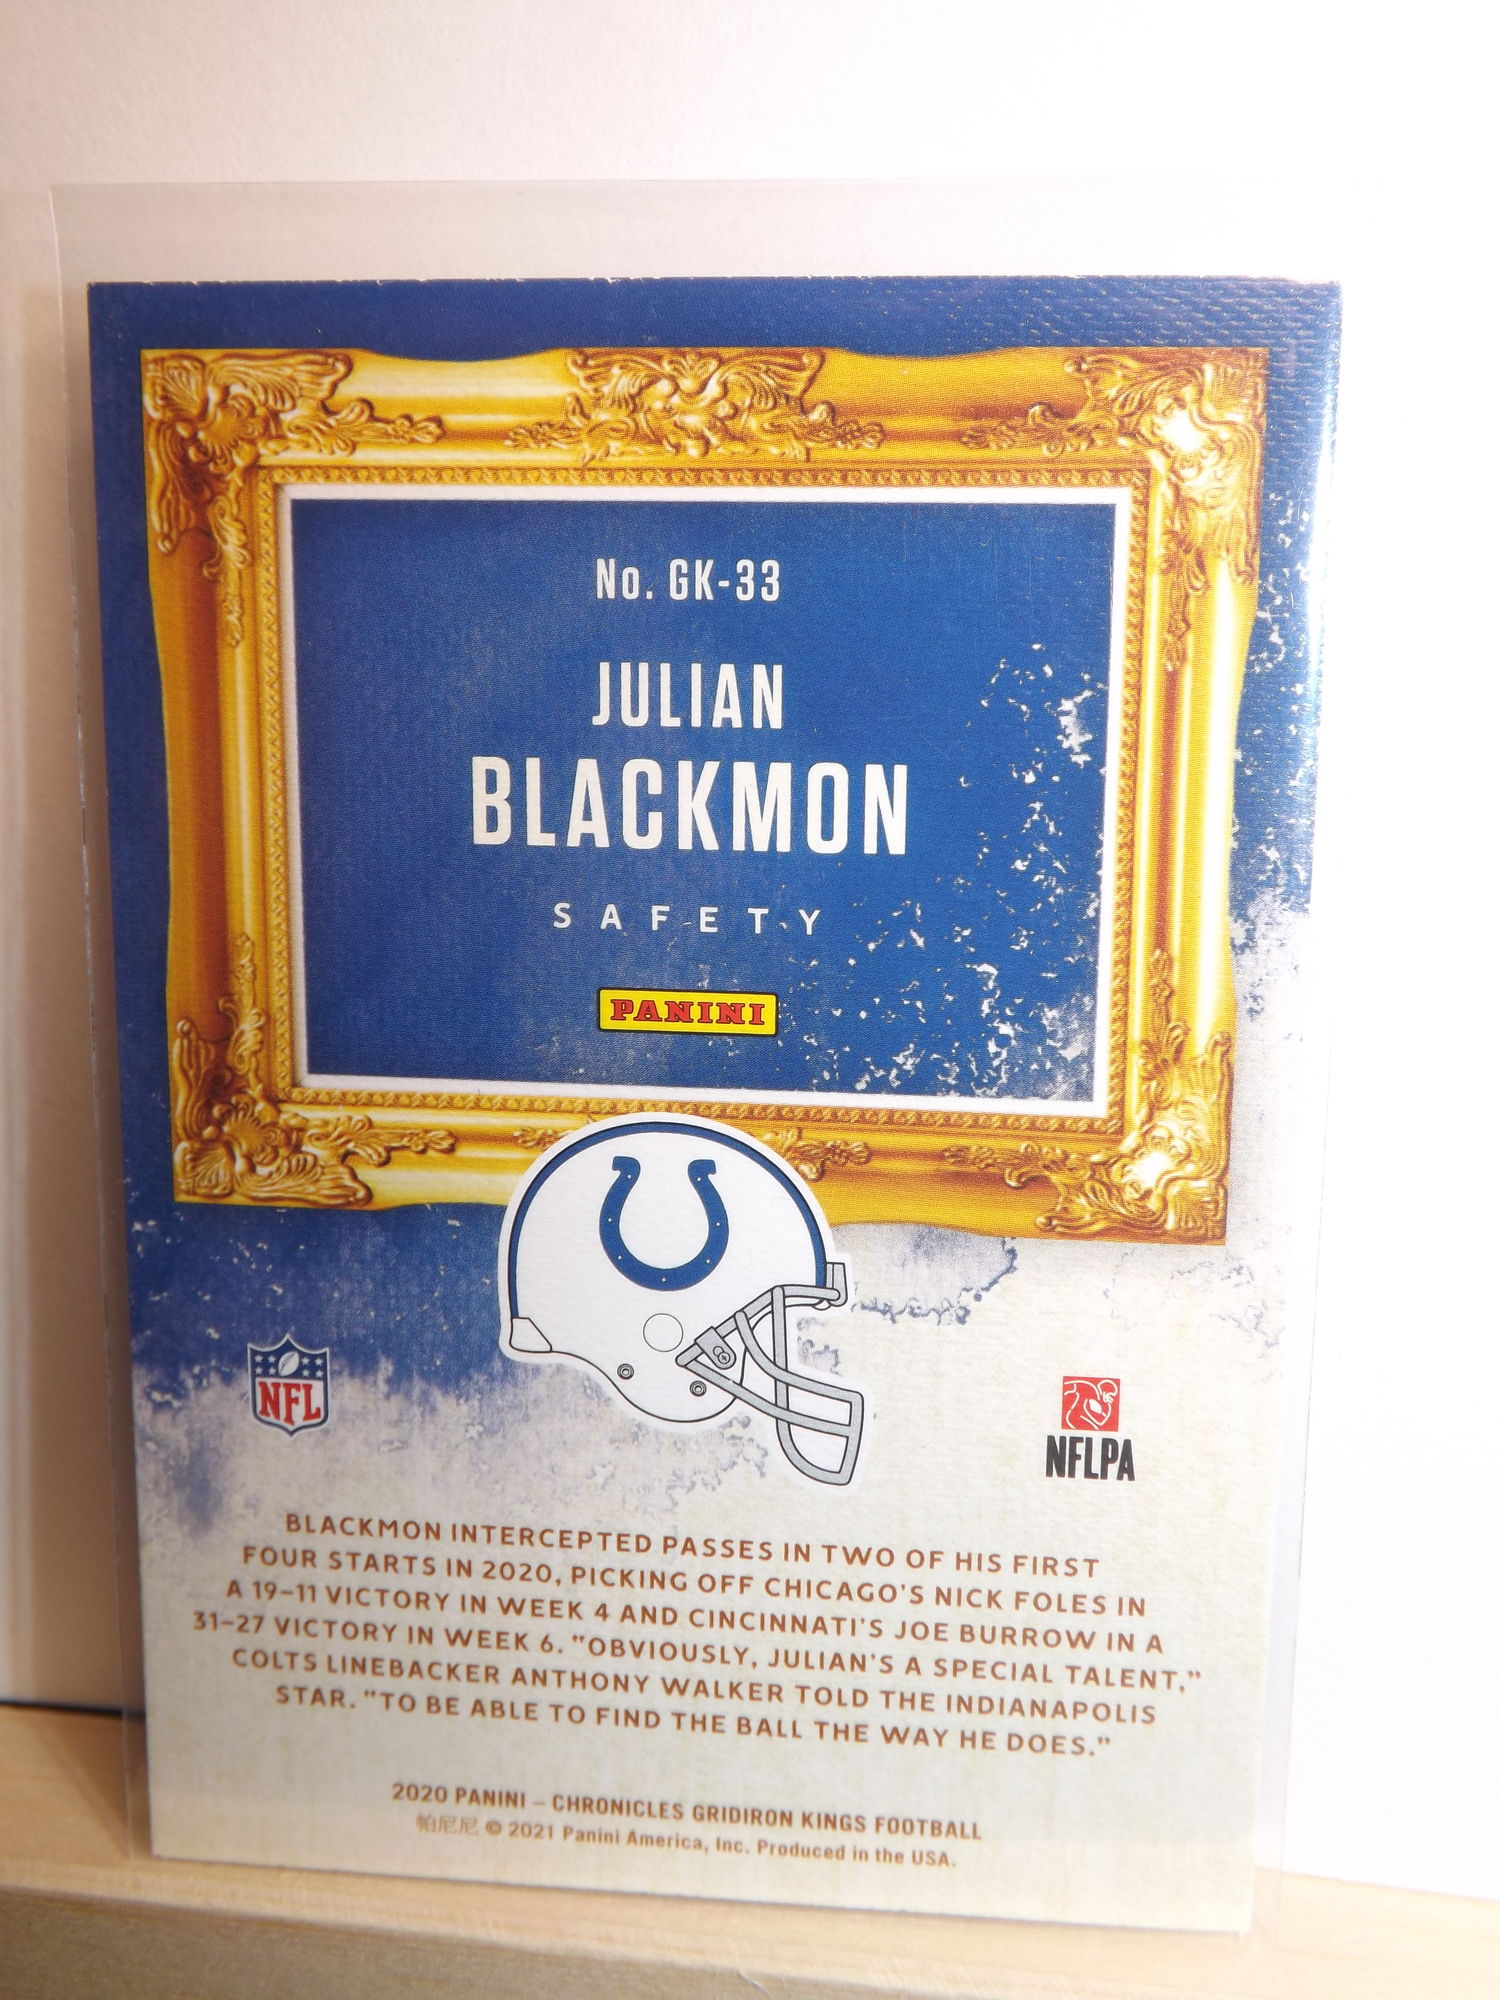 No. GK-33
JULIAN
BLACKMON
SAFETY
PANINI
NFL
NFLPA
BLACKMON INTERCEPTED PASSES IN TWO OF HIS FIRST
FOUR STARTS IN 2020, PICKING OFF CHICAGO'S NICK FOLES IN
A 19–11 VICTORY IN WEEK 4 AND CINCINNATI'S JOE BURROW IN A
31–27 VICTORY IN WEEK 6. "OBVIOUSLY, JULIAN'S A SPECIAL TALENT,"
COLTS LINEBACKER ANTHONY WALKER TOLD THE INDIANAPOLIS
STAR. "TO BE ABLE TO FIND THE BALL THE WAY HE DOES."
2020 PANINI – CHRONICLES GRIDIRON KINGS FOOTBALL
帕尼尼 © 2021 Panini America, Inc. Produced in the USA.